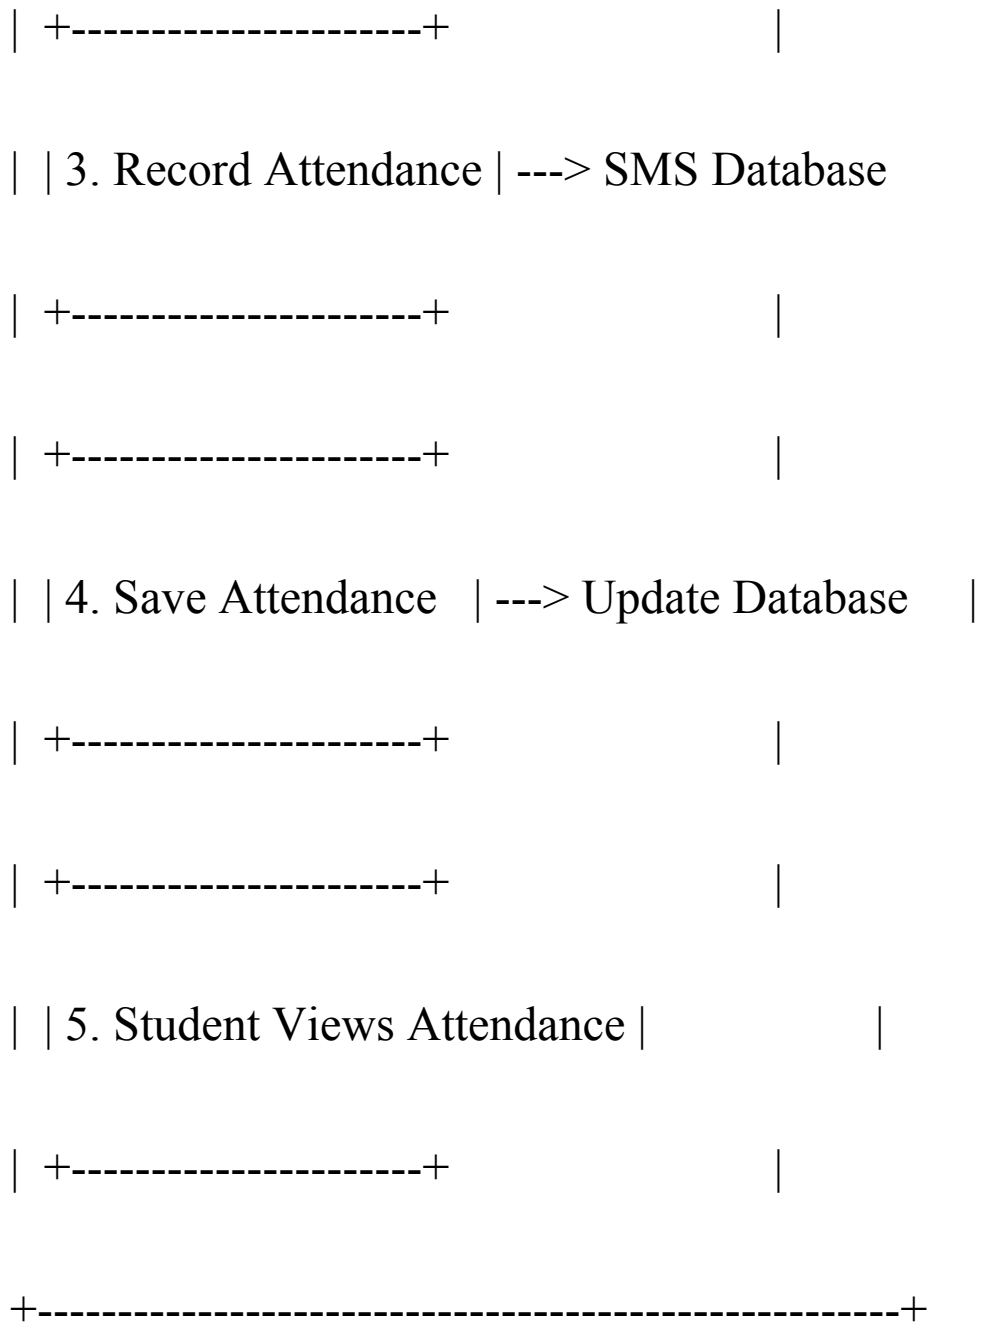 | +----------------------+ |
| | 3. Record Attendance | ---> SMS Database
| +----------------------+ |
| +----------------------+ |
| | 4. Save Attendance | ---> Update Database |
| +----------------------+ |
| +----------------------+ |
| | 5. Student Views Attendance | |
| +----------------------+ |
+------------------------------------------------------+